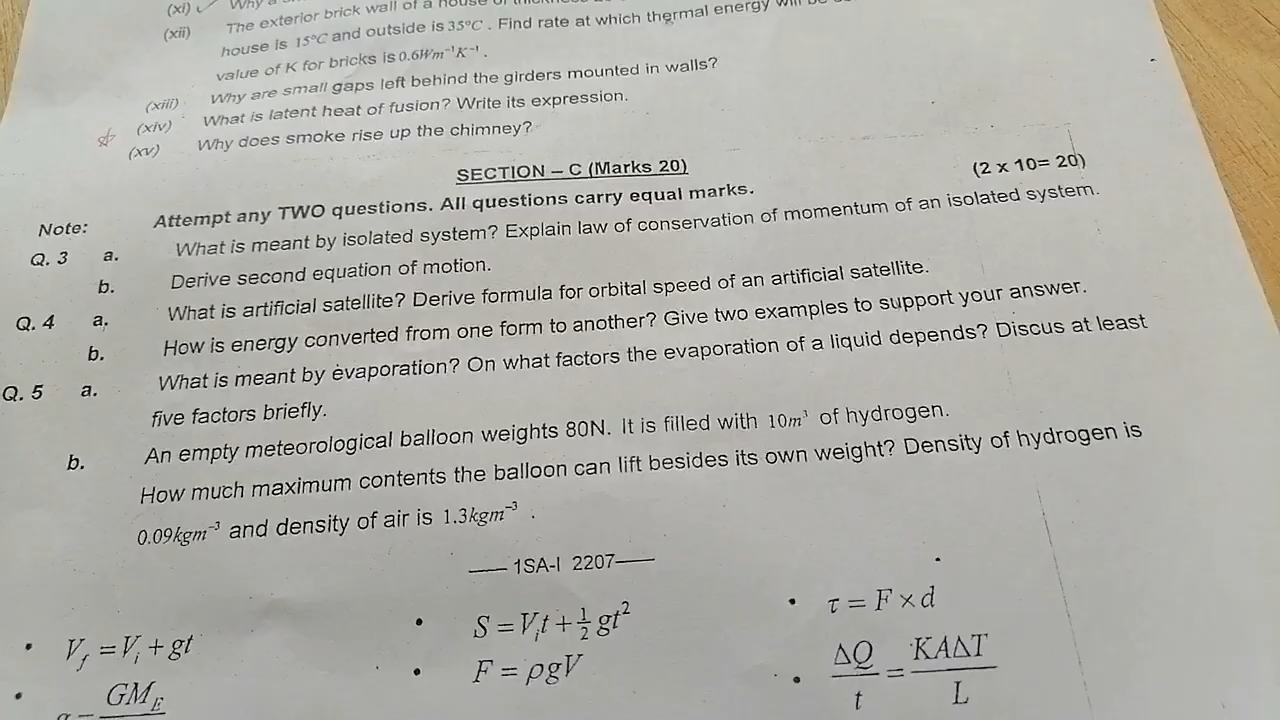 (xi) Why a
(xii) The exterior brick wall of a house of
house is 15°C and outside is 35°C. Find rate at which thermal energy will be
value of K for bricks is 0.6Wm⁻¹K⁻¹.
(xiii) Why are small gaps left behind the girders mounted in walls?
(xiv) What is latent heat of fusion? Write its expression.
(xv) Why does smoke rise up the chimney?
SECTION – C (Marks 20)
(2 x 10= 20)
Note: Attempt any TWO questions. All questions carry equal marks.
Q. 3 a. What is meant by isolated system? Explain law of conservation of momentum of an isolated system.
b. Derive second equation of motion.
Q. 4 a. What is artificial satellite? Derive formula for orbital speed of an artificial satellite.
b. How is energy converted from one form to another? Give two examples to support your answer.
Q. 5 a. What is meant by evaporation? On what factors the evaporation of a liquid depends? Discus at least
five factors briefly.
b. An empty meteorological balloon weights 80N. It is filled with 10m³ of hydrogen.
How much maximum contents the balloon can lift besides its own weight? Density of hydrogen is
0.09kgm⁻³ and density of air is 1.3kgm⁻³ .
—— 1SA-I 2207——
• V_f = V_i + gt
• S = V_i t + ½ gt²
• τ = F × d
• F = ρgV
• ΔQ/t = KAΔT/L
• g = GM_E